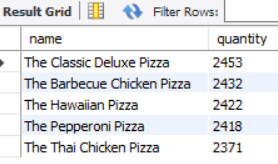 Result Grid Filter Rows:
name quantity
The Classic Deluxe Pizza 2453
The Barbecue Chicken Pizza 2432
The Hawaiian Pizza 2422
The Pepperoni Pizza 2418
The Thai Chicken Pizza 2371